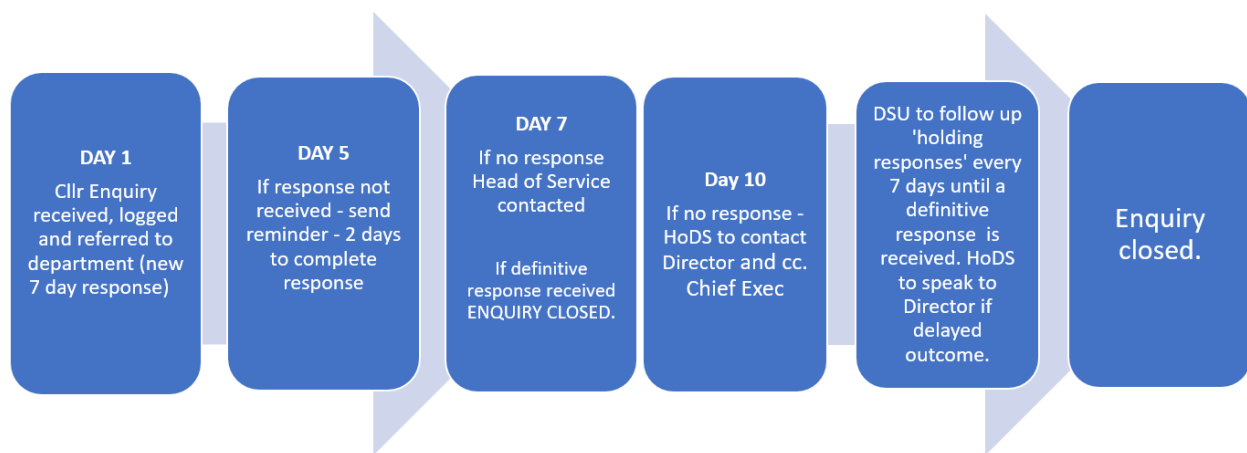 DAY 1
Cllr Enquiry
received, logged
and referred to
department (new
7 day response)
DAY 5
If response not
received - send
reminder - 2 days
to complete
response
DAY 7
If no response
Head of Service
contacted
If definitive
response received
ENQUIRY CLOSED.
Day 10
If no response -
HoDS to contact
Director and cc.
Chief Exec
DSU to follow up
'holding
responses' every
7 days until a
definitive
response is
received. HoDS
to speak to
Director if
delayed
outcome.
Enquiry
closed.